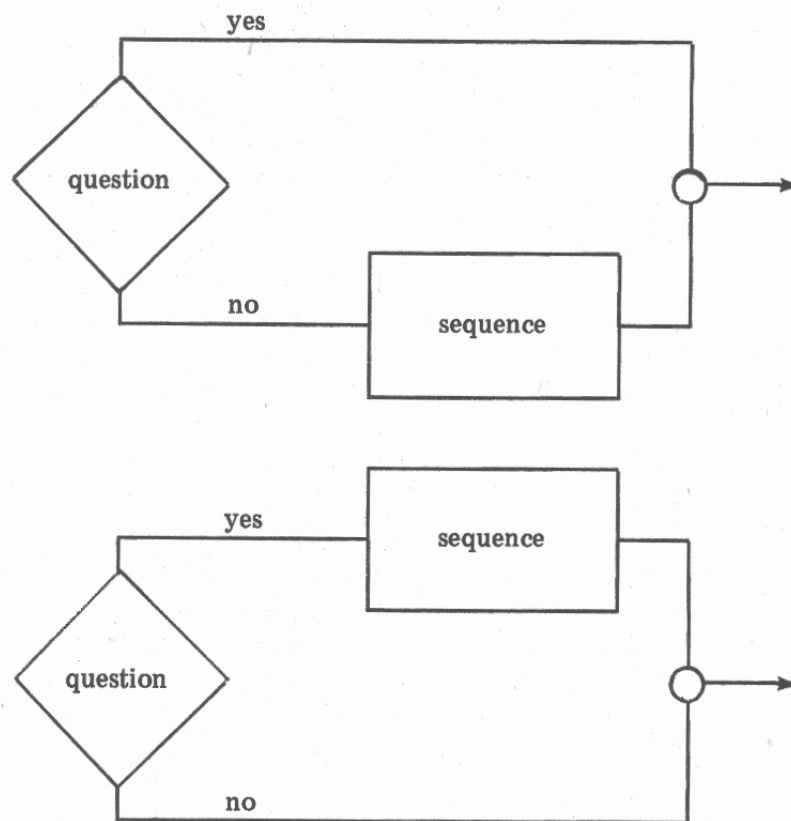 yes
question
no
sequence
yes
sequence
question
no